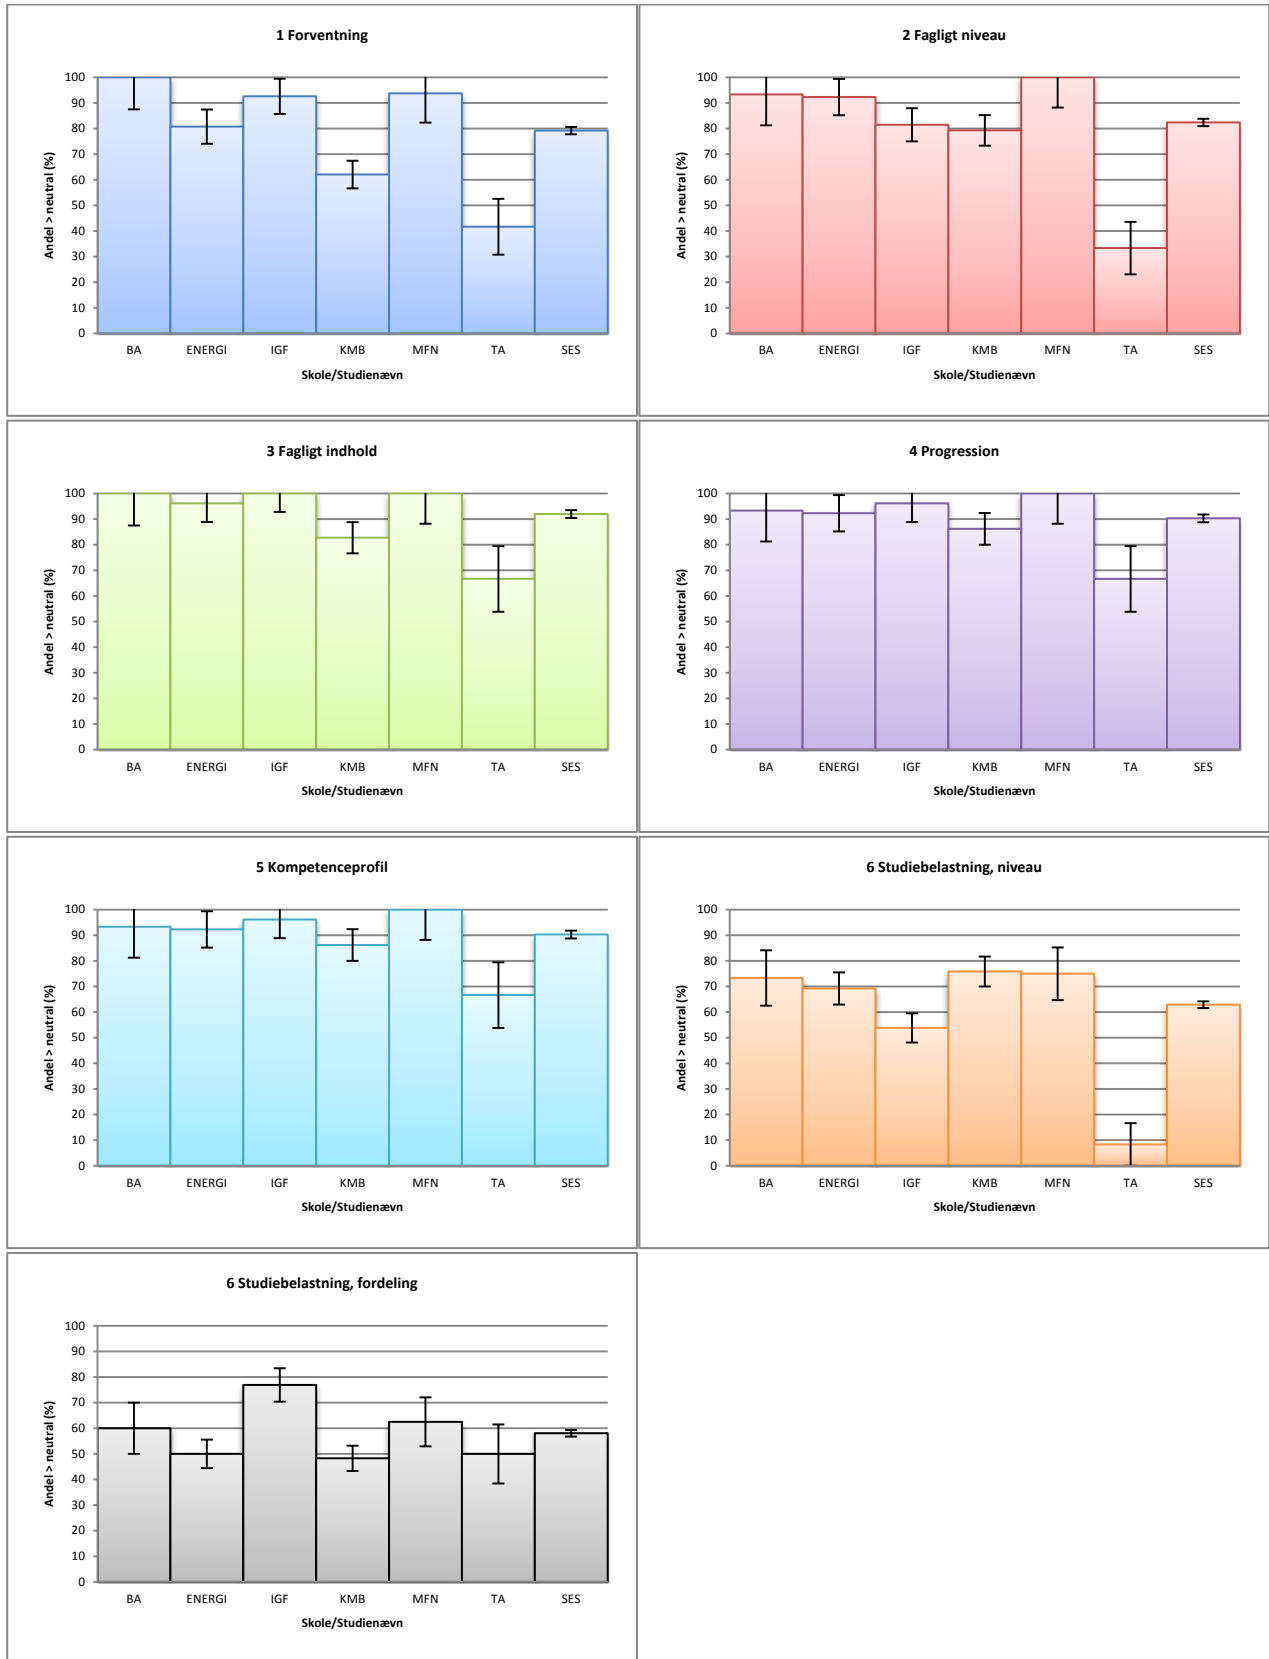 1 Forventning
100
90
80
70
60
50
40
30
20
10
0
Andel > neutral (%)
BA ENERGI IGF KMB MFN TA SES
Skole/Studienævn
2 Fagligt niveau
100
90
80
70
60
50
40
30
20
10
0
Andel > neutral (%)
BA ENERGI IGF KMB MFN TA SES
Skole/Studienævn
3 Fagligt indhold
100
90
80
70
60
50
40
30
20
10
0
Andel > neutral (%)
BA ENERGI IGF KMB MFN TA SES
Skole/Studienævn
4 Progression
100
90
80
70
60
50
40
30
20
10
0
Andel > neutral (%)
BA ENERGI IGF KMB MFN TA SES
Skole/Studienævn
5 Kompetenceprofil
100
90
80
70
60
50
40
30
20
10
0
Andel > neutral (%)
BA ENERGI IGF KMB MFN TA SES
Skole/Studienævn
6 Studiebelastning, niveau
100
90
80
70
60
50
40
30
20
10
0
Andel > neutral (%)
BA ENERGI IGF KMB MFN TA SES
Skole/Studienævn
6 Studiebelastning, fordeling
100
90
80
70
60
50
40
30
20
10
0
Andel > neutral (%)
BA ENERGI IGF KMB MFN TA SES
Skole/Studienævn